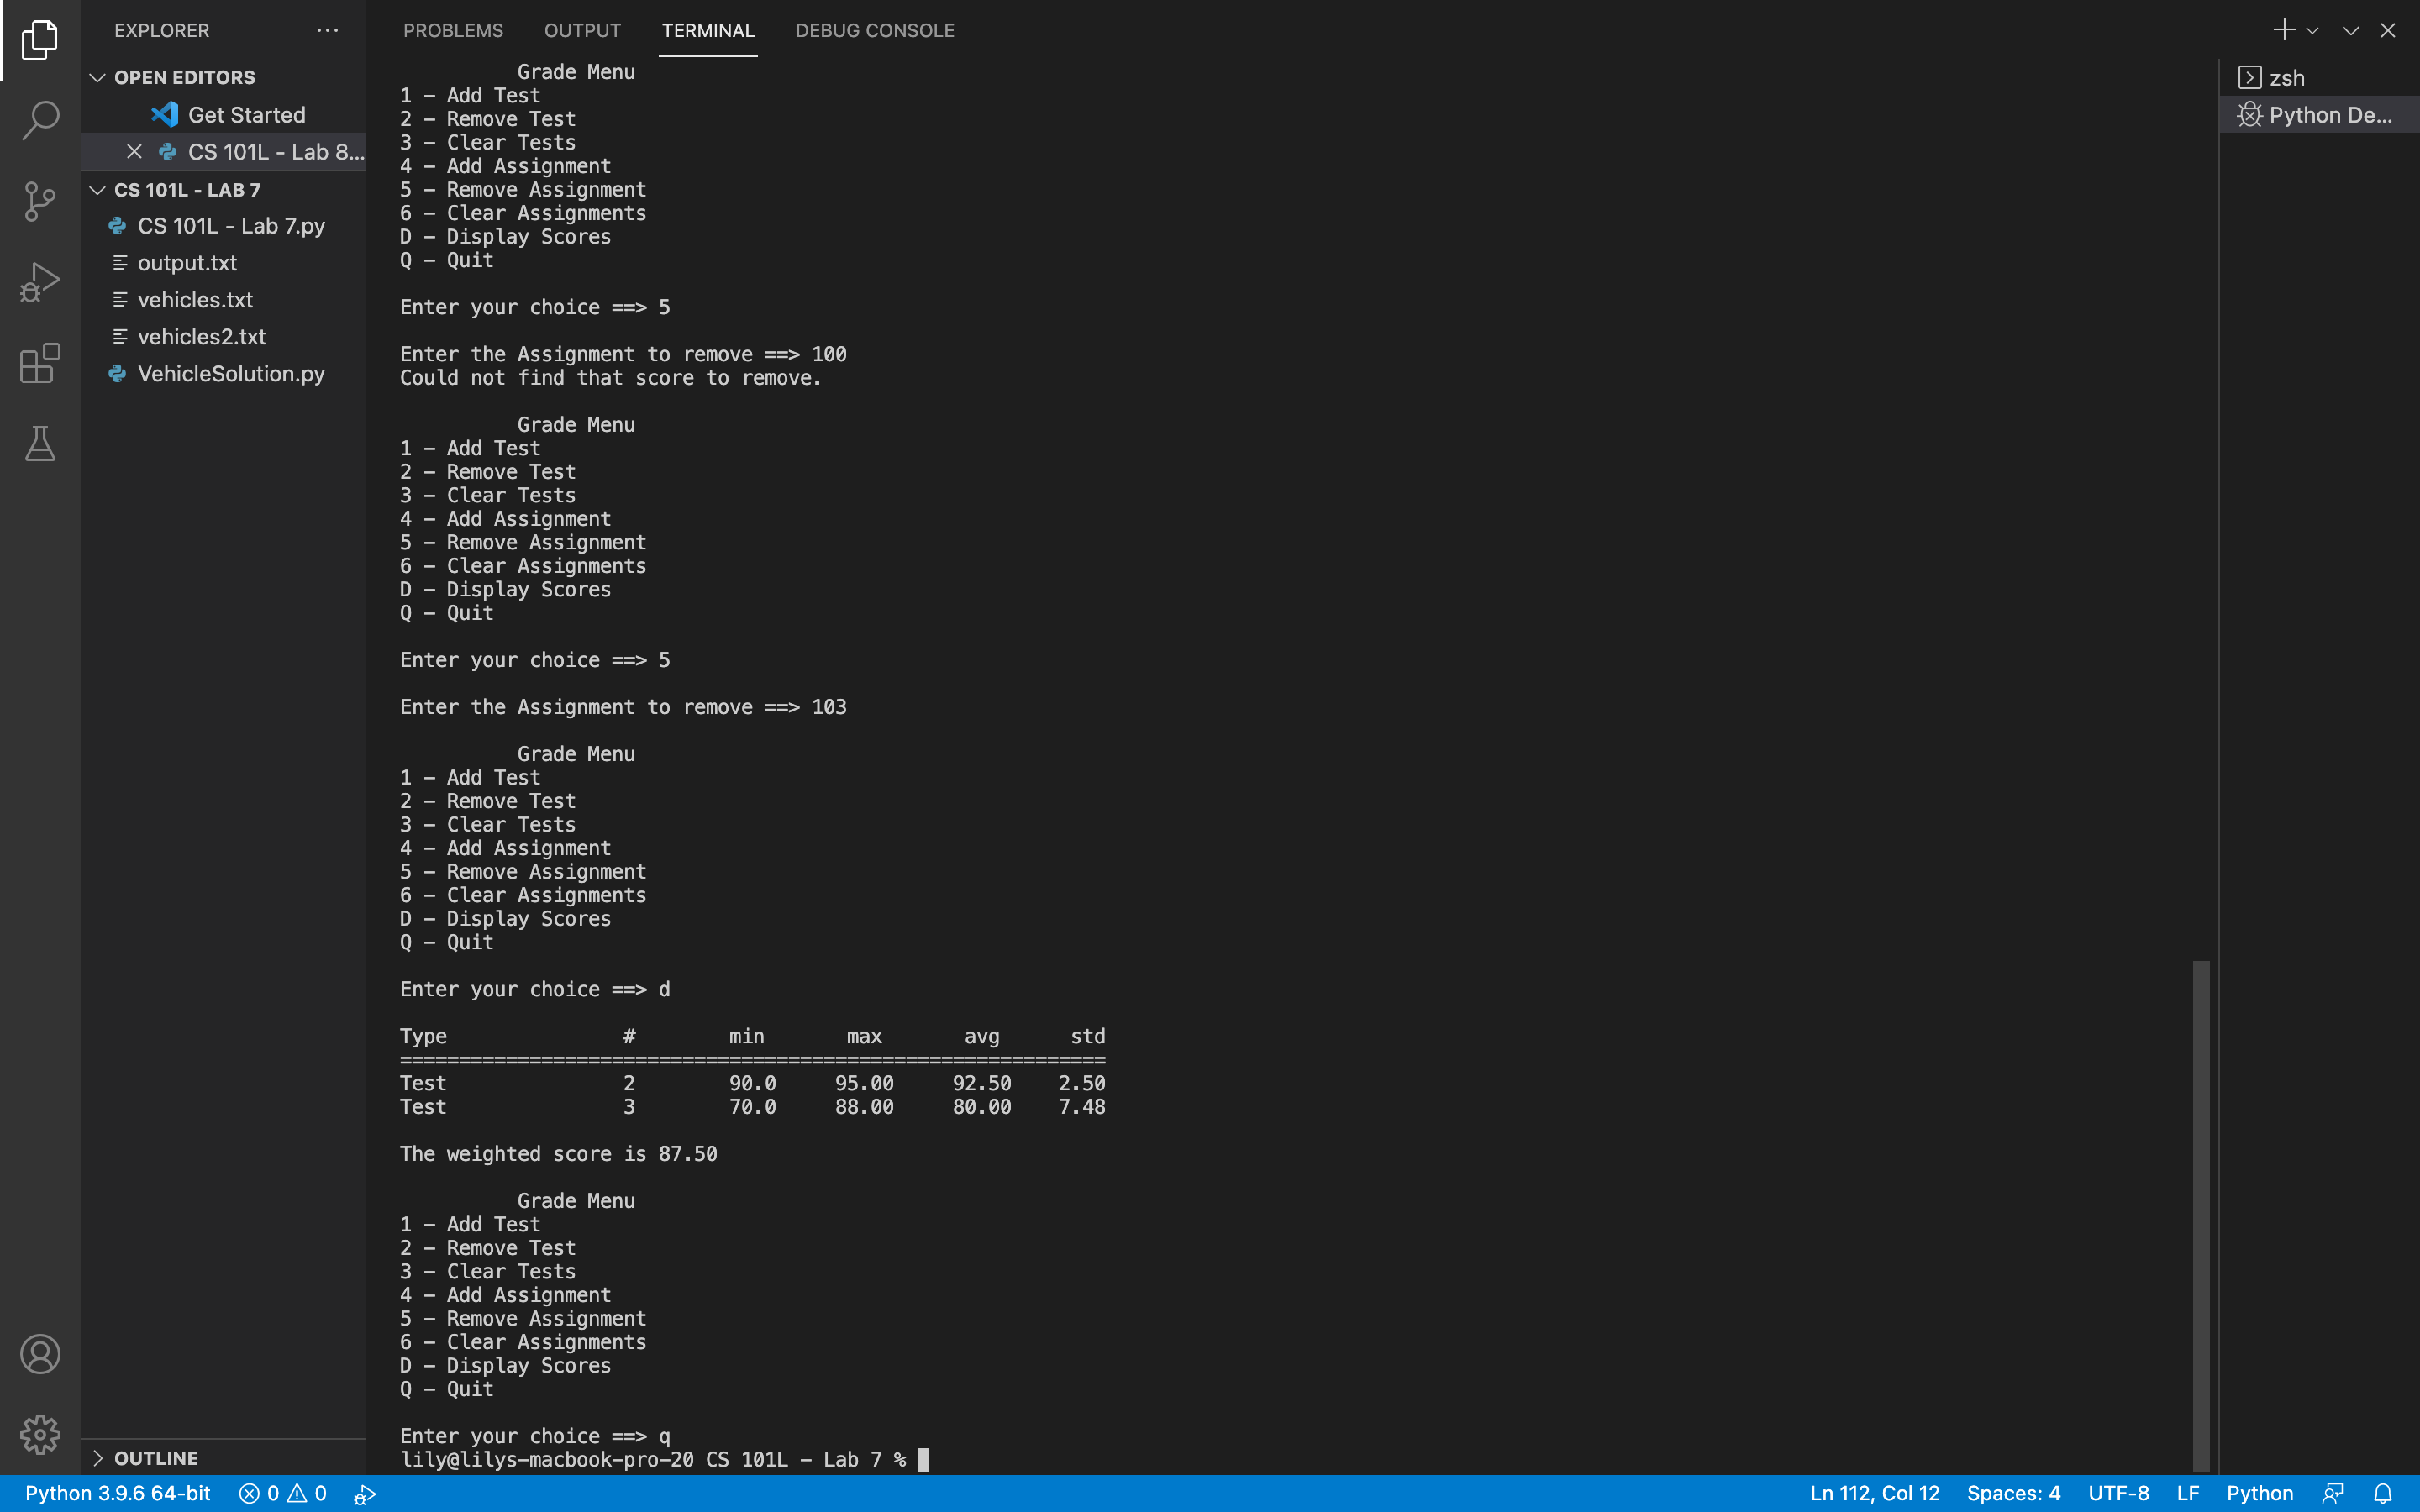 EXPLORER
OPEN EDITORS
Get Started
CS 101L - Lab 8...
CS 101L - LAB 7
CS 101L - Lab 7.py
output.txt
vehicles.txt
vehicles2.txt
VehicleSolution.py
OUTLINE
PROBLEMS OUTPUT TERMINAL DEBUG CONSOLE
Grade Menu
1 - Add Test
2 - Remove Test
3 - Clear Tests
4 - Add Assignment
5 - Remove Assignment
6 - Clear Assignments
D - Display Scores
Q - Quit
Enter your choice ==> 5
Enter the Assignment to remove ==> 100
Could not find that score to remove.
Grade Menu
1 - Add Test
2 - Remove Test
3 - Clear Tests
4 - Add Assignment
5 - Remove Assignment
6 - Clear Assignments
D - Display Scores
Q - Quit
Enter your choice ==> 5
Enter the Assignment to remove ==> 103
Grade Menu
1 - Add Test
2 - Remove Test
3 - Clear Tests
4 - Add Assignment
5 - Remove Assignment
6 - Clear Assignments
D - Display Scores
Q - Quit
Enter your choice ==> d
Type # min max avg std
============================================================
Test 2 90.0 95.00 92.50 2.50
Test 3 70.0 88.00 80.00 7.48
The weighted score is 87.50
Grade Menu
1 - Add Test
2 - Remove Test
3 - Clear Tests
4 - Add Assignment
5 - Remove Assignment
6 - Clear Assignments
D - Display Scores
Q - Quit
Enter your choice ==> q
lily@lilys-macbook-pro-20 CS 101L - Lab 7 %
zsh
Python De...
Python 3.9.6 64-bit 0 0 Ln 112, Col 12 Spaces: 4 UTF-8 LF Python